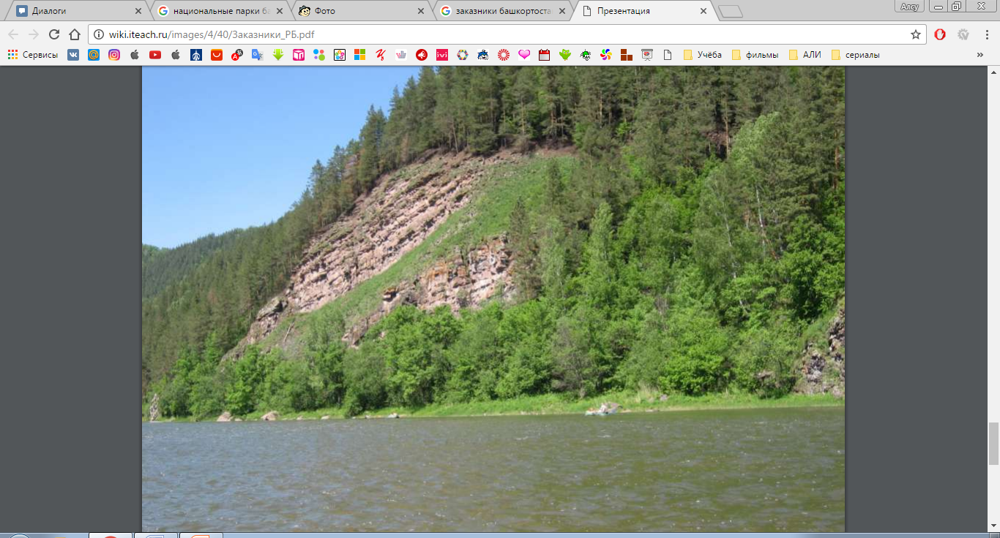 Диалоги
национальные парки ба
Фото
заказники башкортоста
Презентация
Алсу
wiki.iteach.ru/images/4/40/Заказники_РБ.pdf
Сервисы
Учёба
фильмы
АЛИ
сериалы